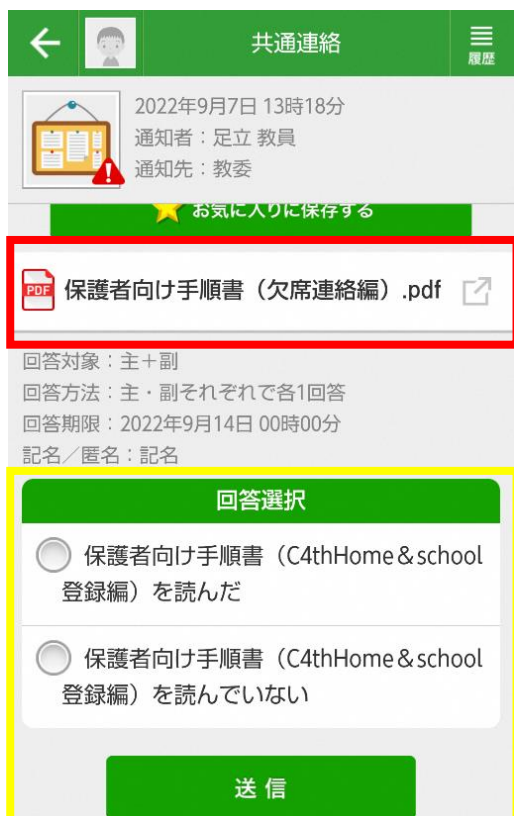 共通連絡
履歴
2022年9月7日 13時18分
通知者：足立 教員
通知先：教委
お気に入りに保存する
PDF
保護者向け手順書（欠席連絡編）.pdf
回答対象：主＋副
回答方法：主・副それぞれで各1回答
回答期限：2022年9月14日 00時00分
記名／匿名：記名
回答選択
保護者向け手順書（C4thHome＆school
登録編）を読んだ
保護者向け手順書（C4thHome＆school
登録編）を読んでいない
送 信